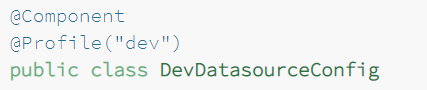 @Component
@Profile("dev")
public class DevDatasourceConfig